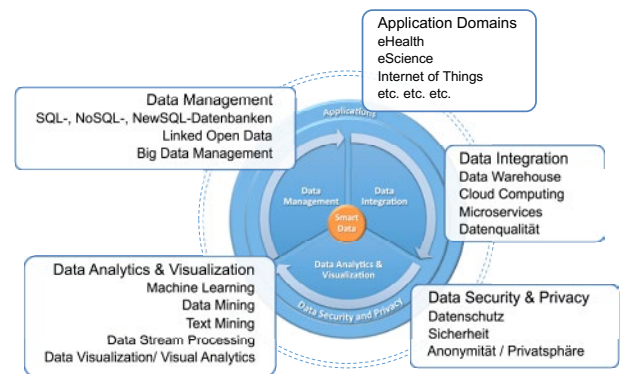 Application Domains
eHealth
eScience
Internet of Things
etc. etc. etc.
Data Management
SQL-, NoSQL-, NewSQL-Datenbanken
Linked Open Data
Big Data Management
Applications
Data Integration
Data Warehouse
Cloud Computing
Microservices
Datenqualität
Data
Management
Data
Integration
Smart
Data
Data Analytics &
Visualization
Data Security and Privacy
Data Analytics & Visualization
Machine Learning
Data Mining
Text Mining
Data Stream Processing
Data Visualization/ Visual Analytics
Data Security & Privacy
Datenschutz
Sicherheit
Anonymität / Privatsphäre